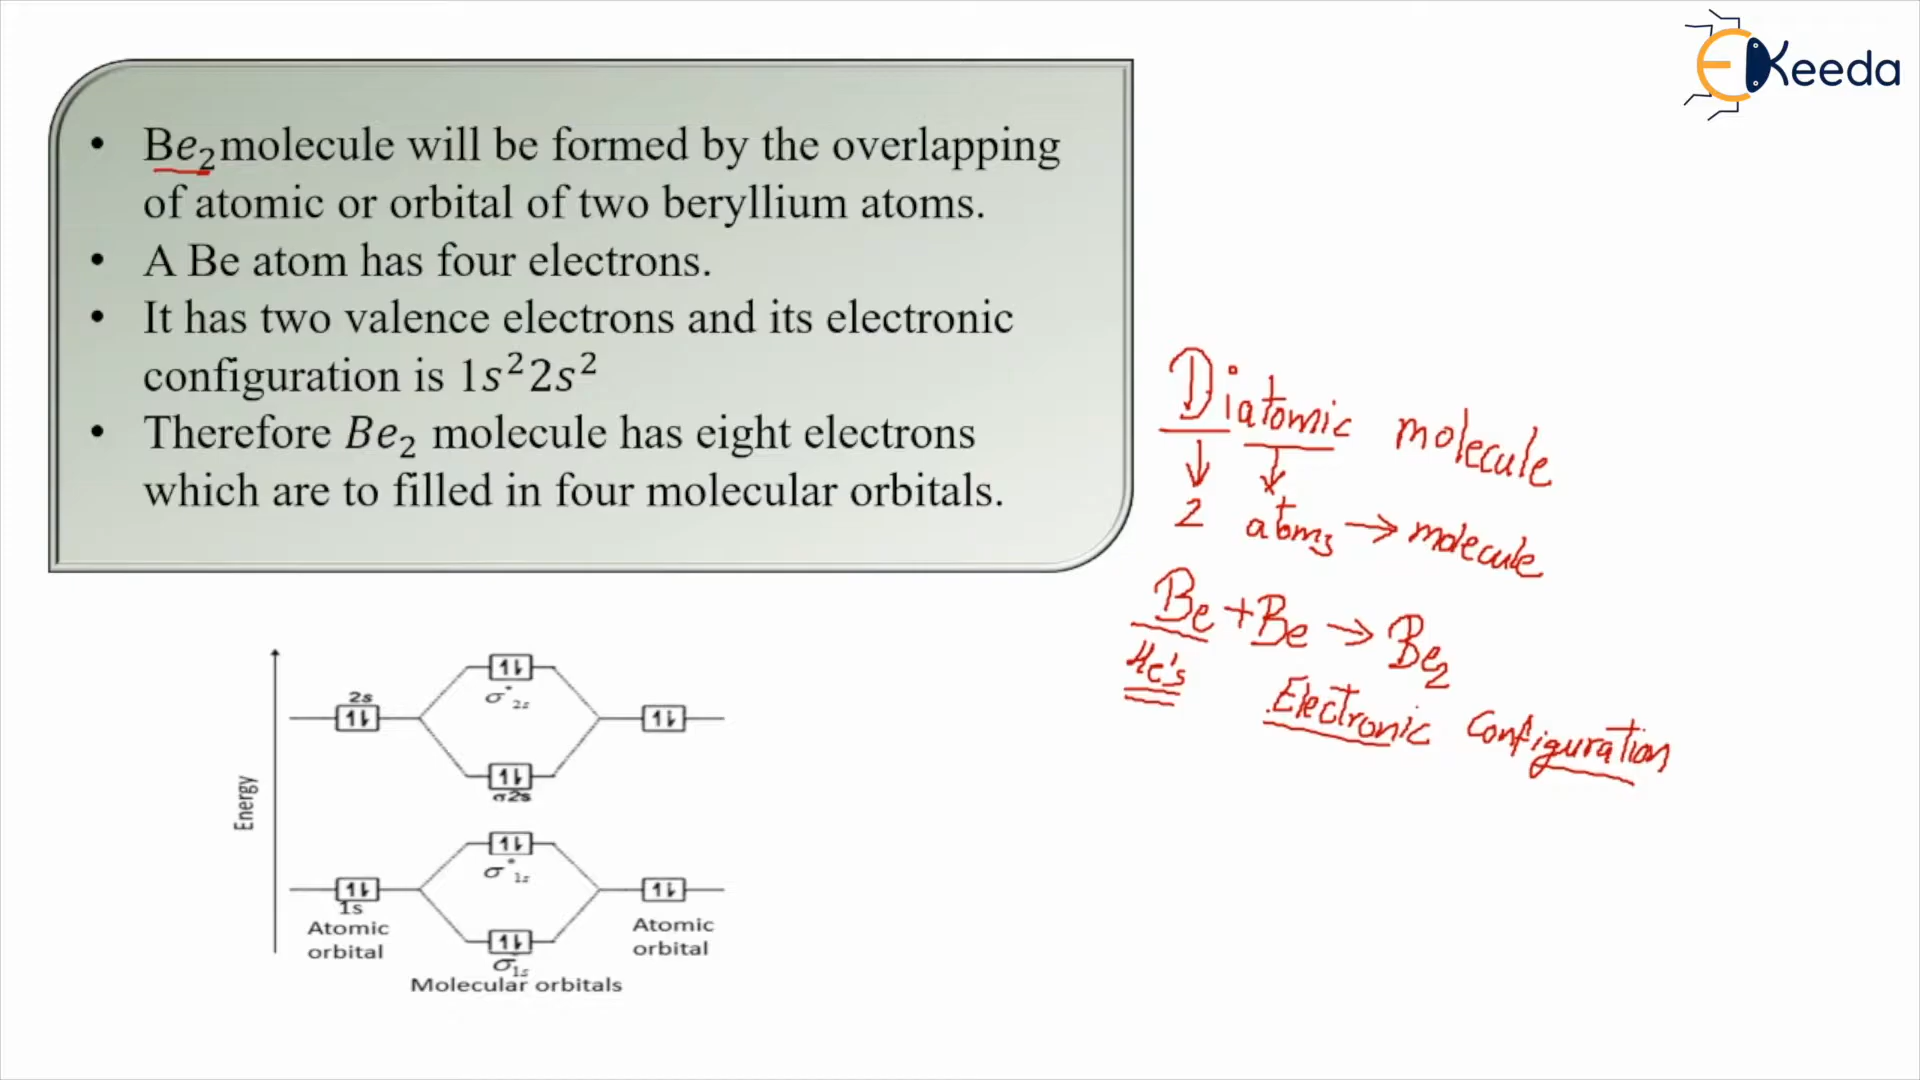 EKeeda
• Be₂ molecule will be formed by the overlapping
of atomic or orbital of two beryllium atoms.
• A Be atom has four electrons.
• It has two valence electrons and its electronic
configuration is 1s²2s²
• Therefore Be₂ molecule has eight electrons
which are to filled in four molecular orbitals.
Diatomic molecule
2 atoms → molecule
Be + Be → Be₂
Electronic Configuration
Energy
σ*2s
2s
σ2s
σ*1s
1s
σ1s
Atomic
orbital
Atomic
orbital
Molecular orbitals